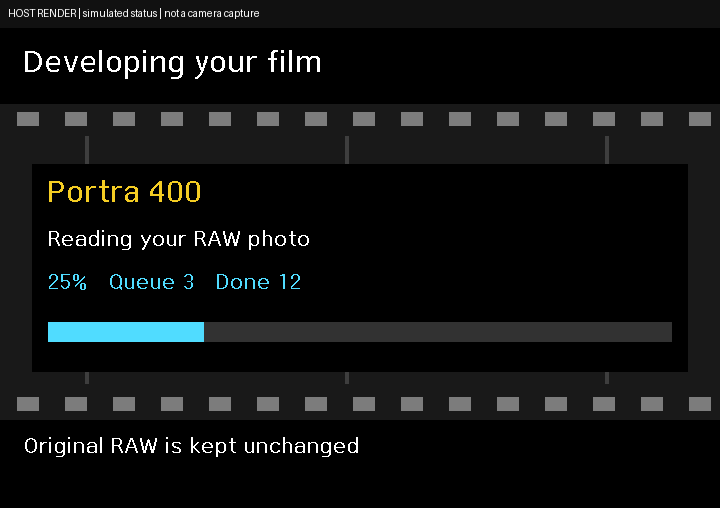 HOST RENDER | simulated status | not a camera capture
Developing your film
Portra 400
Reading your RAW photo
25% Queue 3 Done 12
Original RAW is kept unchanged